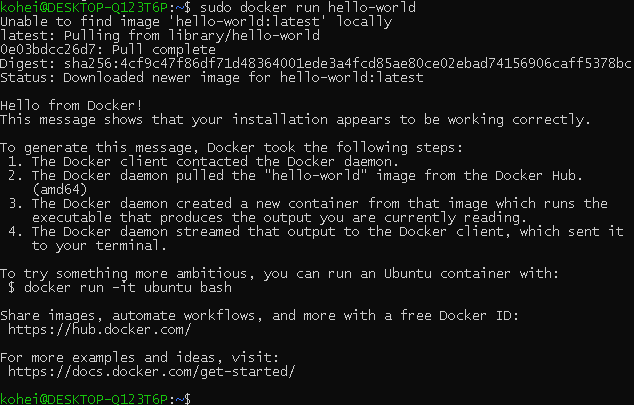 kohei@DESKTOP-Q123T6P:~$ sudo docker run hello-world
Unable to find image 'hello-world:latest' locally
latest: Pulling from library/hello-world
0e03bdcc26d7: Pull complete
Digest: sha256:4cf9c47f86df71d48364001ede3a4fcd85ae80ce02ebad74156906caff5378bc
Status: Downloaded newer image for hello-world:latest

Hello from Docker!
This message shows that your installation appears to be working correctly.

To generate this message, Docker took the following steps:
 1. The Docker client contacted the Docker daemon.
 2. The Docker daemon pulled the "hello-world" image from the Docker Hub.
    (amd64)
 3. The Docker daemon created a new container from that image which runs the
    executable that produces the output you are currently reading.
 4. The Docker daemon streamed that output to the Docker client, which sent it
    to your terminal.

To try something more ambitious, you can run an Ubuntu container with:
 $ docker run -it ubuntu bash

Share images, automate workflows, and more with a free Docker ID:
 https://hub.docker.com/

For more examples and ideas, visit:
 https://docs.docker.com/get-started/

kohei@DESKTOP-Q123T6P:~$